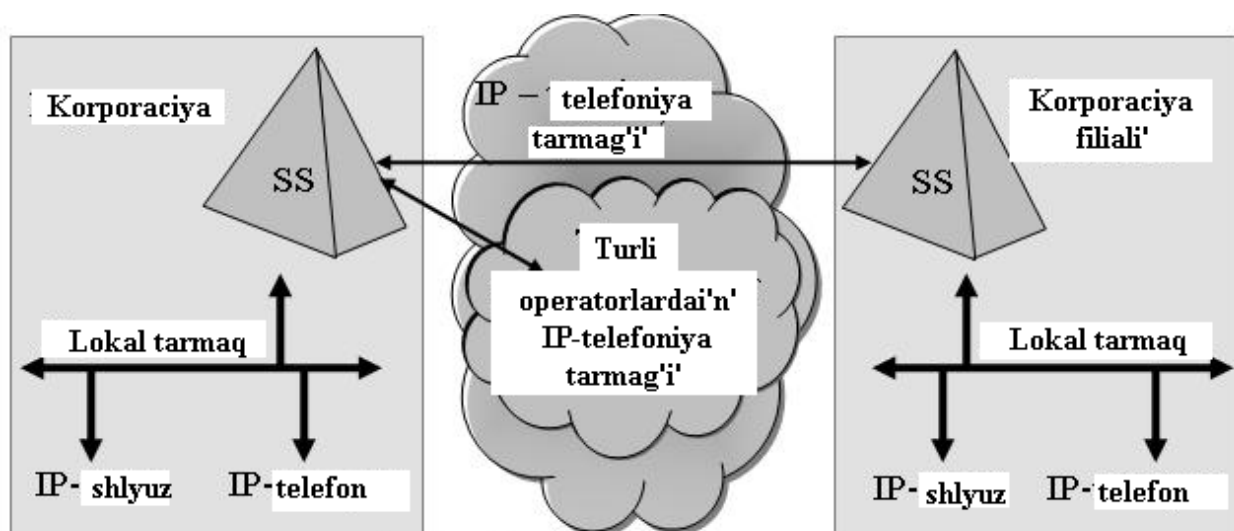 Korporaciya
SS
Lokal tarmaq
IP-shlyuz
IP-telefon
IP – telefoniya
tarmag'i'
Turli
operatorlardai'n'
IP-telefoniya
tarmag'i'
Korporaciya
filiali'
SS
Lokal tarmaq
IP-shlyuz
IP-telefon